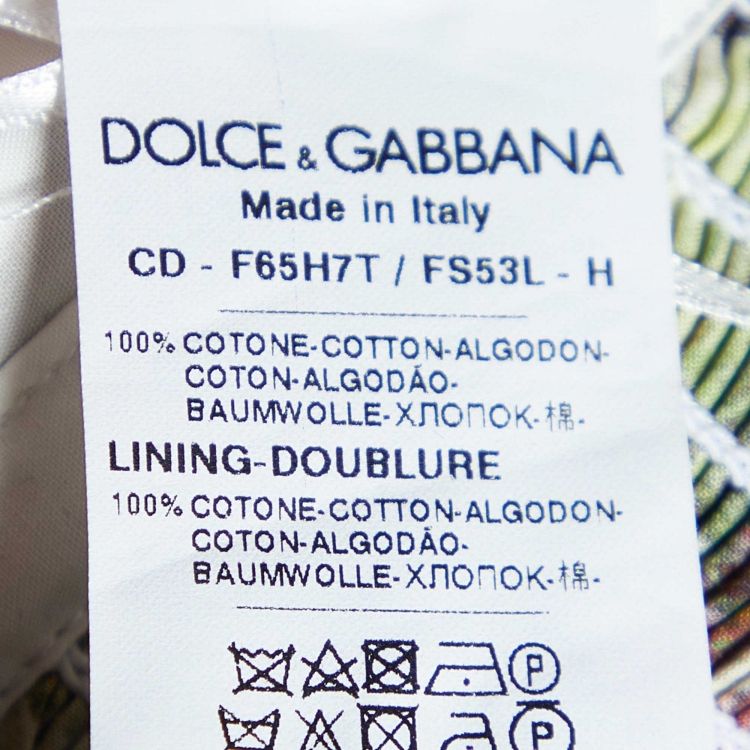 DOLCE & GABBANA
Made in Italy
CD - F65H7T / FS53L - H
100% COTONE-COTTON-ALGODON-
COTON-ALGODÃO-
BAUMWOLLE-ХЛОПОК-棉-
LINING-DOUBLURE
100% COTONE-COTTON-ALGODON-
COTON-ALGODÃO-
BAUMWOLLE-ХЛОПОК-棉-
P
P